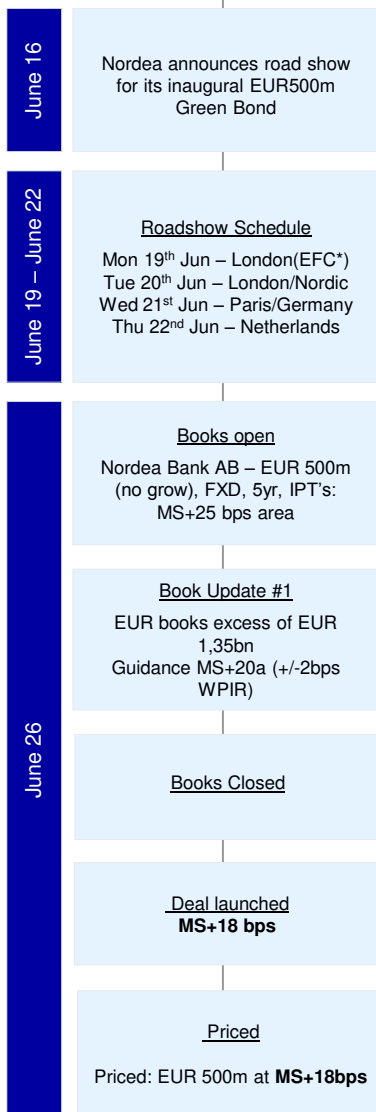 June 16
Nordea announces road show
for its inaugural EUR500m
Green Bond
June 19 – June 22
Roadshow Schedule
Mon 19th Jun – London(EFC*)
Tue 20th Jun – London/Nordic
Wed 21st Jun – Paris/Germany
Thu 22nd Jun – Netherlands
June 26
Books open
Nordea Bank AB – EUR 500m
(no grow), FXD, 5yr, IPT's:
MS+25 bps area
Book Update #1
EUR books excess of EUR
1,35bn
Guidance MS+20a (+/-2bps
WPIR)
Books Closed
Deal launched
MS+18 bps
Priced
Priced: EUR 500m at MS+18bps